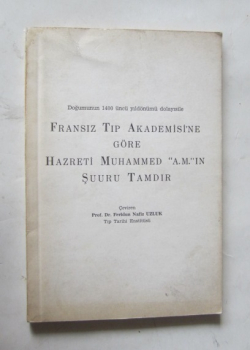 Doğumunun 1400 üncü yıldönümü dolayısıle
FRANSIZ TIP AKADEMİSİ'NE
GÖRE
HAZRETİ MUHAMMED "A.M."IN
ŞUURU TAMDIR
Çeviren
Prof. Dr. Feridun Nafiz UZLUK
Tıp Tarihi Enstitüsü